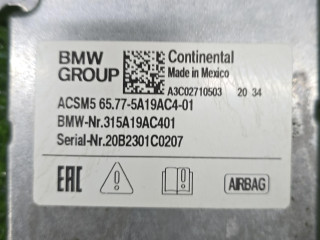 BMW GROUP
Continental
Made in Mexico
A3C02710503 20 34
ACSM5 65.77-5A19AC4-01
BMW-Nr.315A19AC401
Serial-Nr.20B2301C0207
EAC AIRBAG